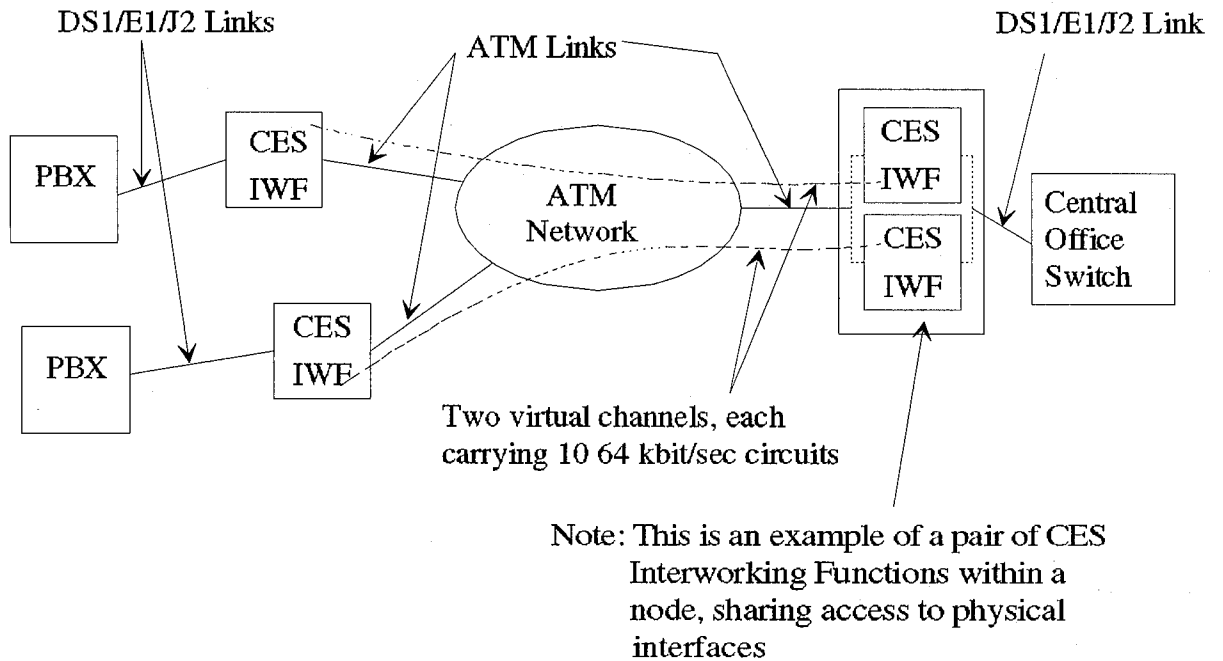 DS1/E1/J2 Links
ATM Links
DS1/E1/J2 Link
PBX
CES
IWF
ATM
Network
CES
IWF
CES
IWF
Central
Office
Switch
PBX
CES
IWF
Two virtual channels, each
carrying 10 64 kbit/sec circuits
Note: This is an example of a pair of CES
Interworking Functions within a
node, sharing access to physical
interfaces